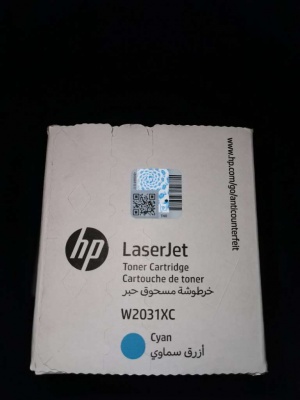 www.hp.com/go/anticounterfeit
hp
LaserJet
Toner Cartridge
Cartouche de toner
خرطوشة مسحوق حبر
W2031XC
Cyan
أزرق سماوي